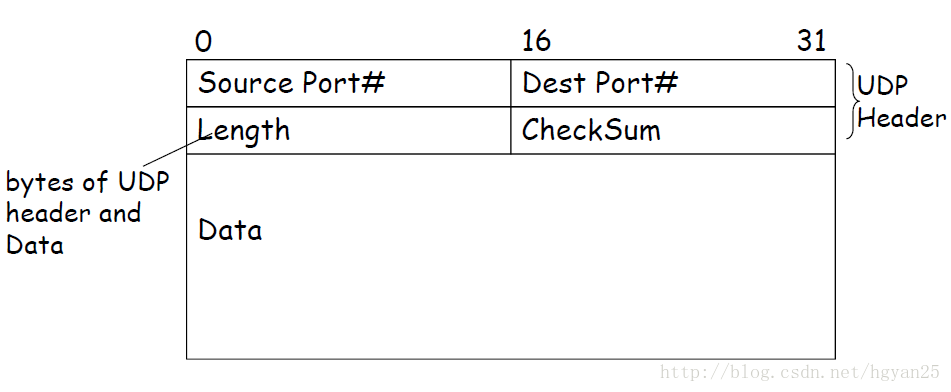 0 16 31
Source Port# Dest Port#
UDP
Header
Length CheckSum
bytes of UDP
header and
Data
Data
http://blog.csdn.net/hgyan25